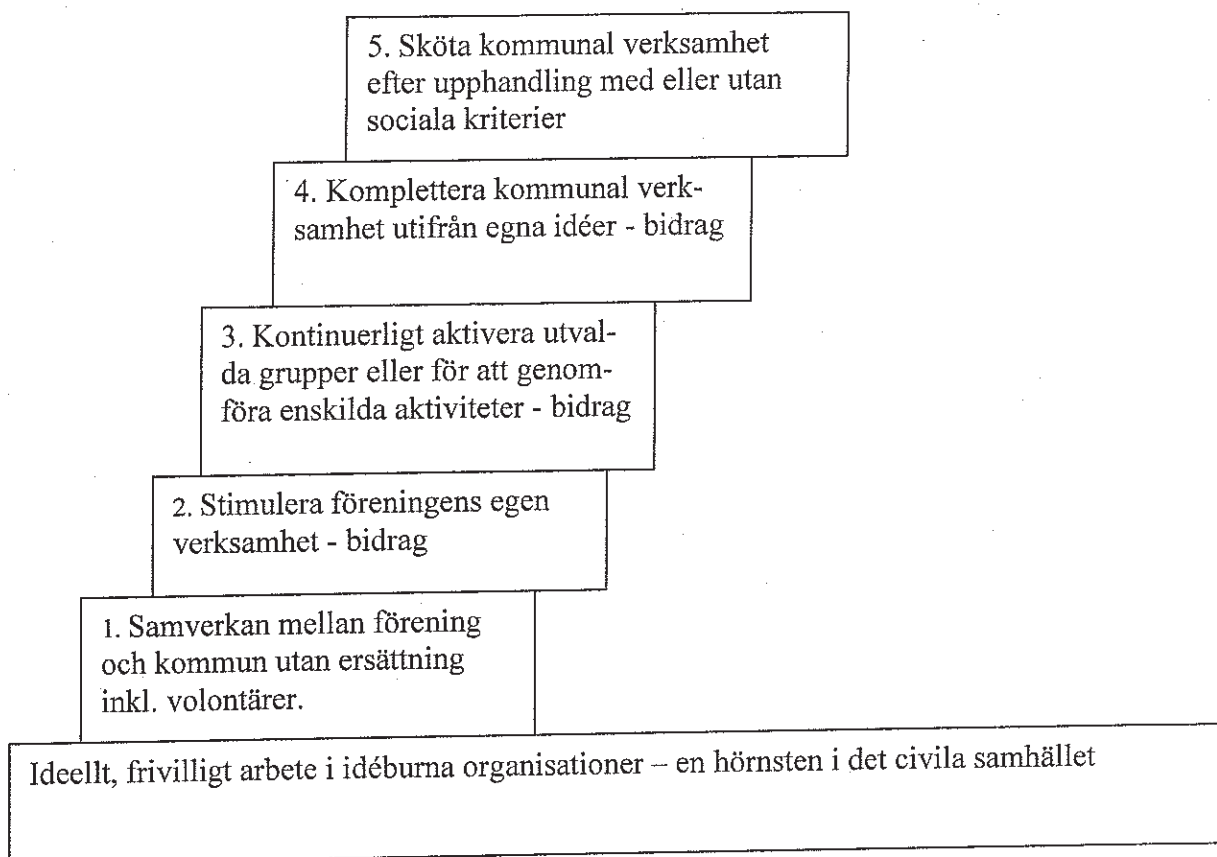 5. Sköta kommunal verksamhet
efter upphandling med eller utan
sociala kriterier
4. Komplettera kommunal verk-
samhet utifrån egna idéer - bidrag
3. Kontinuerligt aktivera utval-
da grupper eller för att genom-
föra enskilda aktiviteter - bidrag
2. Stimulera föreningens egen
verksamhet - bidrag
1. Samverkan mellan förening
och kommun utan ersättning
inkl. volontärer.
Ideellt, frivilligt arbete i idéburna organisationer – en hörnsten i det civila samhället